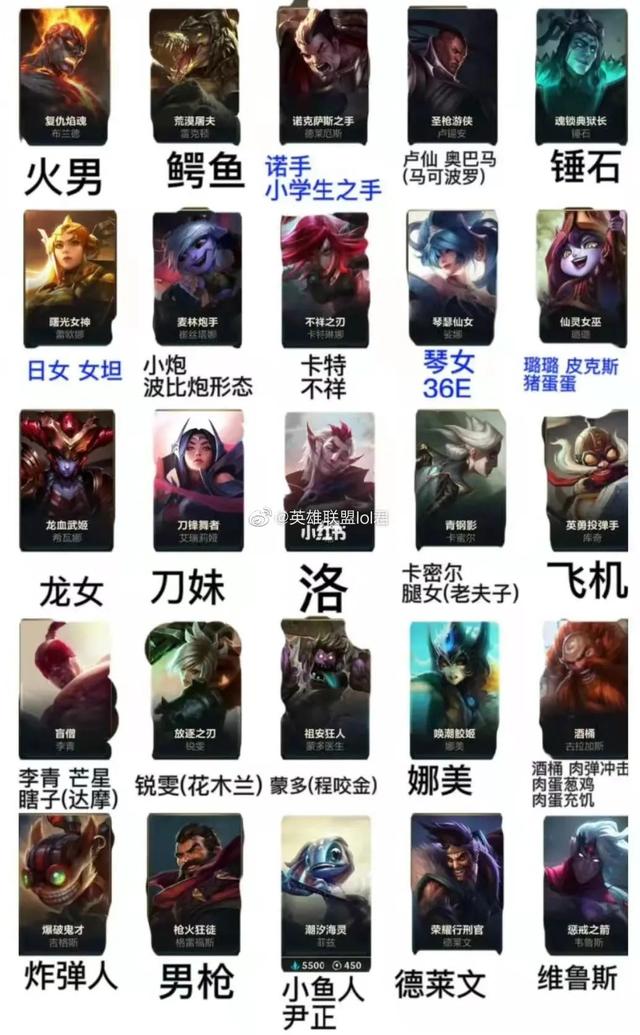 复仇焰魂
布兰德
火男
荒漠屠夫
雷克顿
鳄鱼
诺克萨斯之手
德莱厄斯
诺手
小学生之手
圣枪游侠
卢锡安
卢仙 奥巴马
(马可波罗)
魂锁典狱长
锤石
锤石
曙光女神
蕾欧娜
日女 女坦
麦林炮手
崔丝塔娜
小炮
波比炮形态
不祥之刃
卡特琳娜
卡特
不祥
琴瑟仙女
娑娜
琴女
36E
仙灵女巫
璐璐
璐璐 皮克斯
猪蛋蛋
龙血武姬
希瓦娜
龙女
刀锋舞者
艾瑞莉娅
刀妹
@英雄联盟lol君
小红书
洛
青钢影
卡蜜尔
卡密尔
腿女(老夫子)
英勇投弹手
库奇
飞机
盲僧
李青
李青 芒星
瞎子(达摩)
放逐之刃
锐雯
锐雯(花木兰)
祖安狂人
蒙多医生
蒙多(程咬金)
唤潮鲛姬
娜美
娜美
酒桶
古拉加斯
酒桶 肉弹冲击
肉蛋葱鸡
肉蛋充饥
爆破鬼才
吉格斯
炸弹人
枪火狂徒
格雷福斯
男枪
潮汐海灵
菲兹
5500 450
小鱼人
尹正
荣耀行刑官
德莱文
德莱文
惩戒之箭
韦鲁斯
维鲁斯